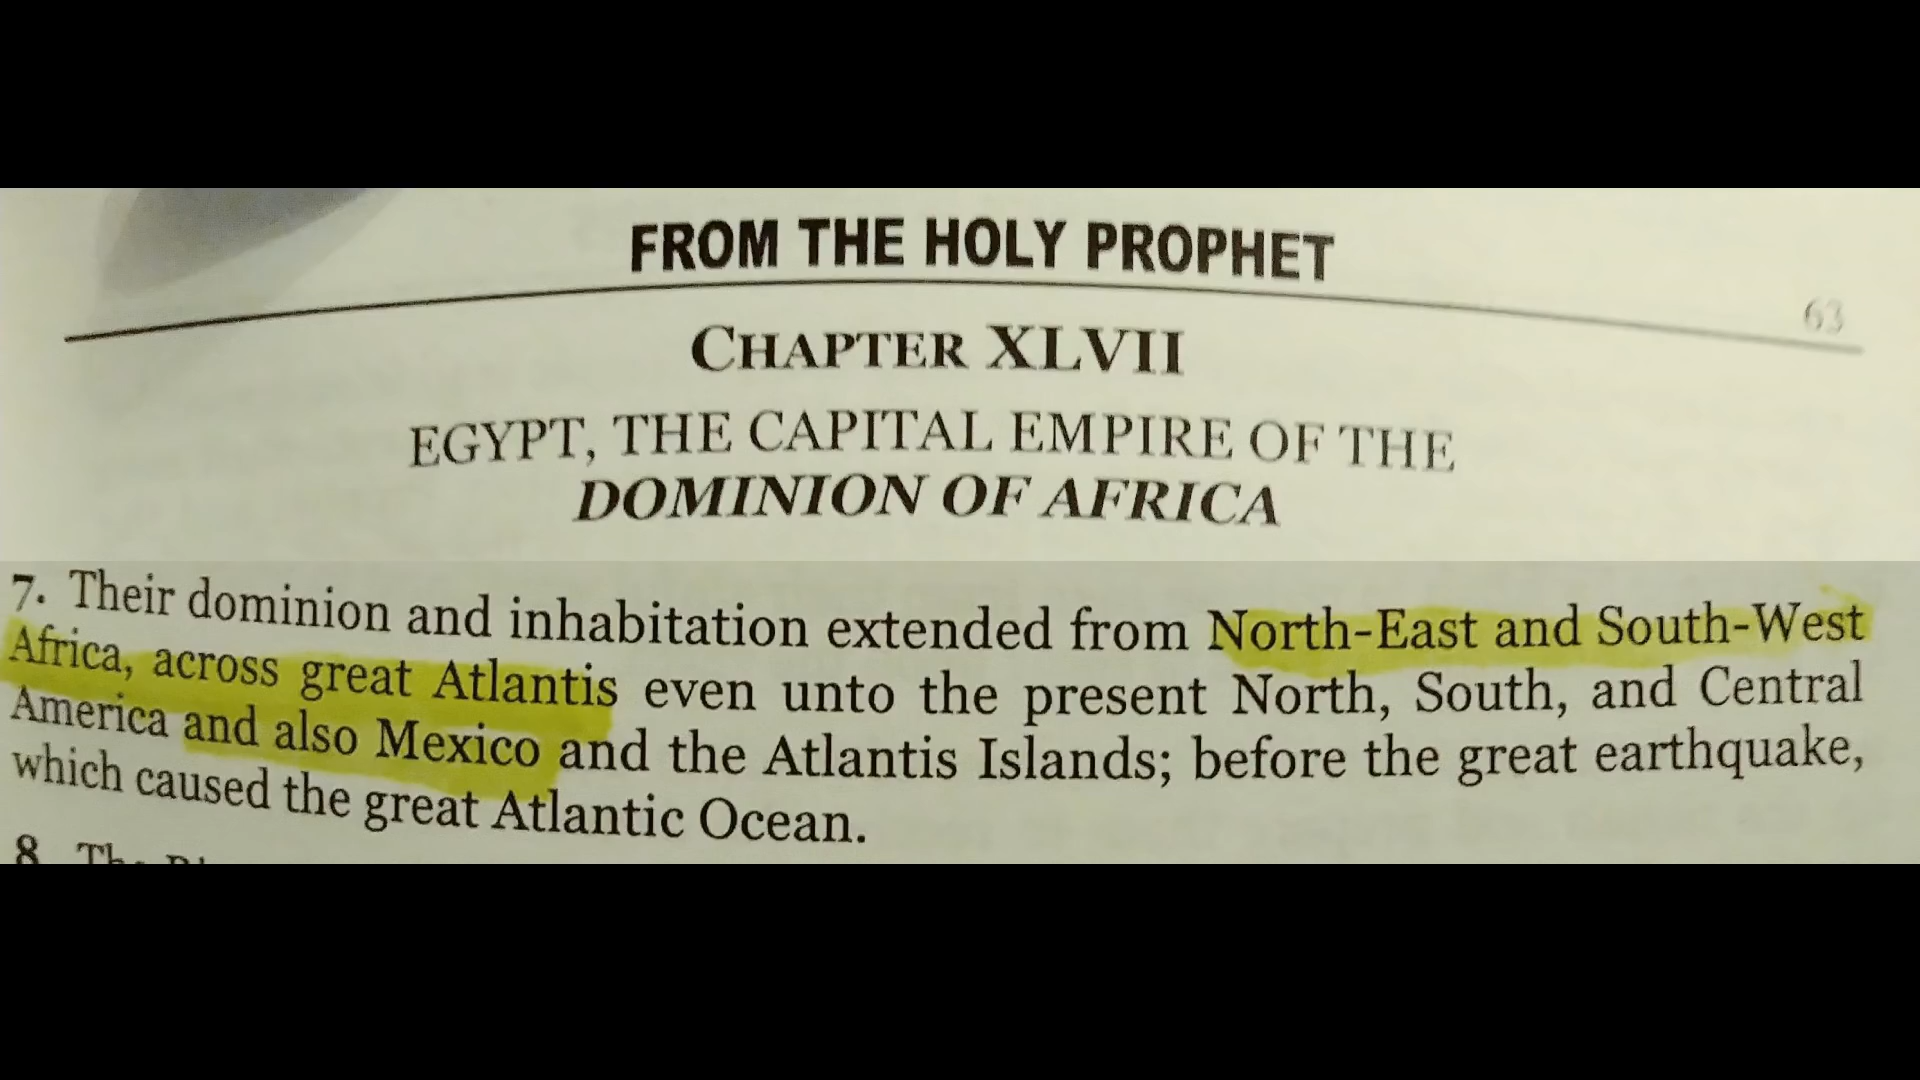 FROM THE HOLY PROPHET
63
CHAPTER XLVII
EGYPT, THE CAPITAL EMPIRE OF THE
DOMINION OF AFRICA
7. Their dominion and inhabitation extended from North-East and South-West
Africa, across great Atlantis even unto the present North, South, and Central
America and also Mexico and the Atlantis Islands; before the great earthquake,
which caused the great Atlantic Ocean.
8